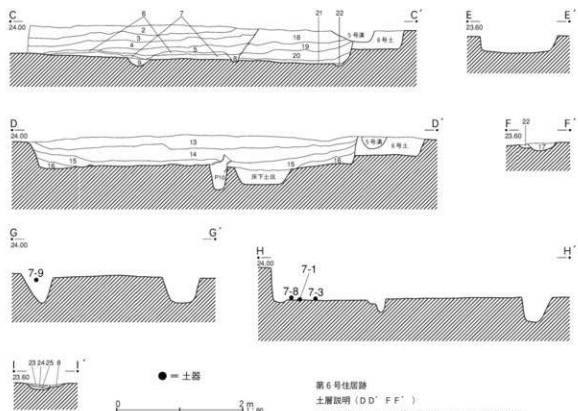 C C´ E E´
24.00 6 7 21 22 23.60
2 3 4 5 18 19 20 5号溝 6号土
D D´ F F´
24.00 22 23.60
13 5号溝 6号土 17
14
16 15 P10 床下土坑 15 16
G G´ H H´
24.00 24.00
7-9 7-8 7-1 7-3
I I´
23 24 25 8
23.60
●=土器
0 2m
第6号住居跡
土層説明(DD´FF´)